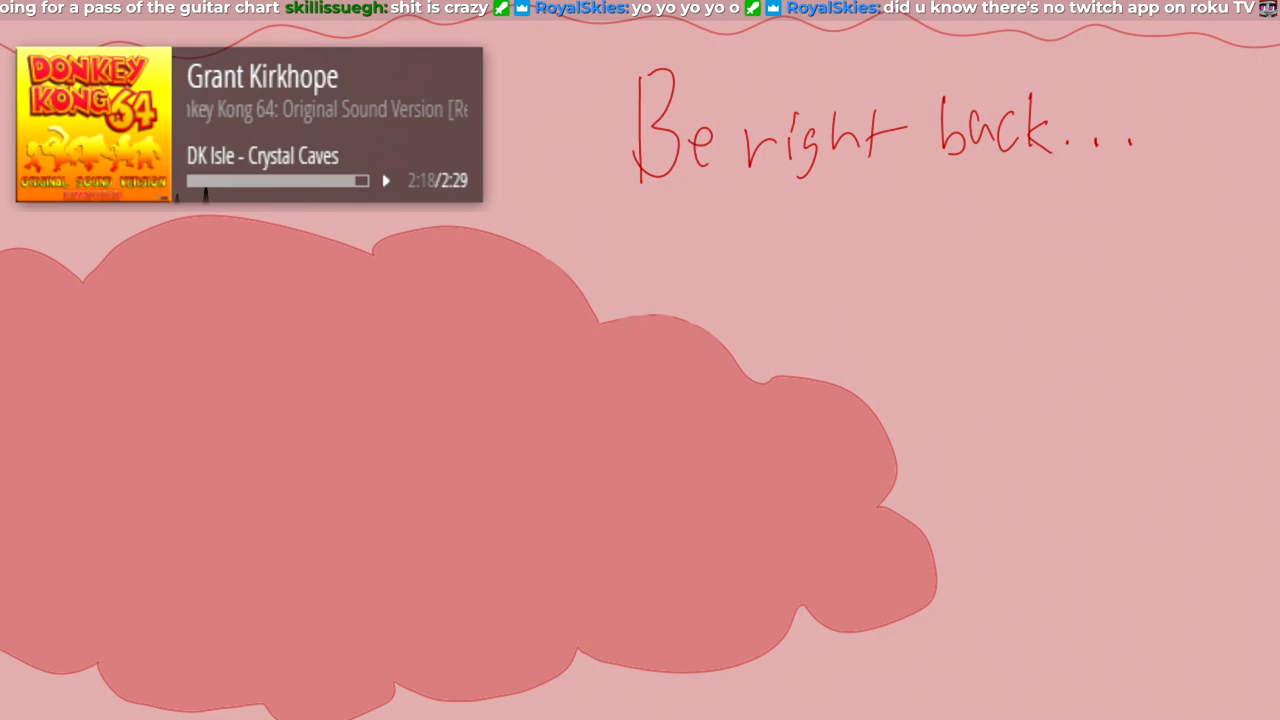 oing for a pass of the guitar chart skillissuegh: shit is crazy RoyalSkies: yo yo yo yo o RoyalSkies: did u know there's no twitch app on roku TV
DONKEY
KONG 64
ORIGINAL SOUND VERSION
Grant Kirkhope
nkey Kong 64: Original Sound Version [Re
DK Isle - Crystal Caves
2:18/2:29
Be right back...